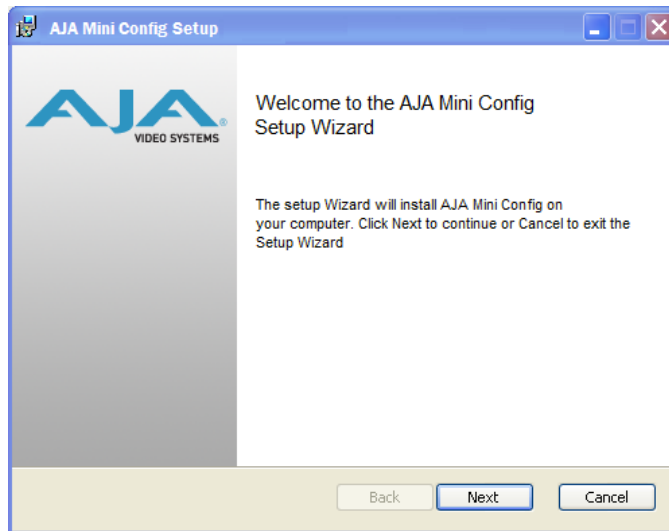 AJA Mini Config Setup
AJA®
VIDEO SYSTEMS
Welcome to the AJA Mini Config
Setup Wizard
The setup Wizard will install AJA Mini Config on
your computer. Click Next to continue or Cancel to exit the
Setup Wizard
Back
Next
Cancel